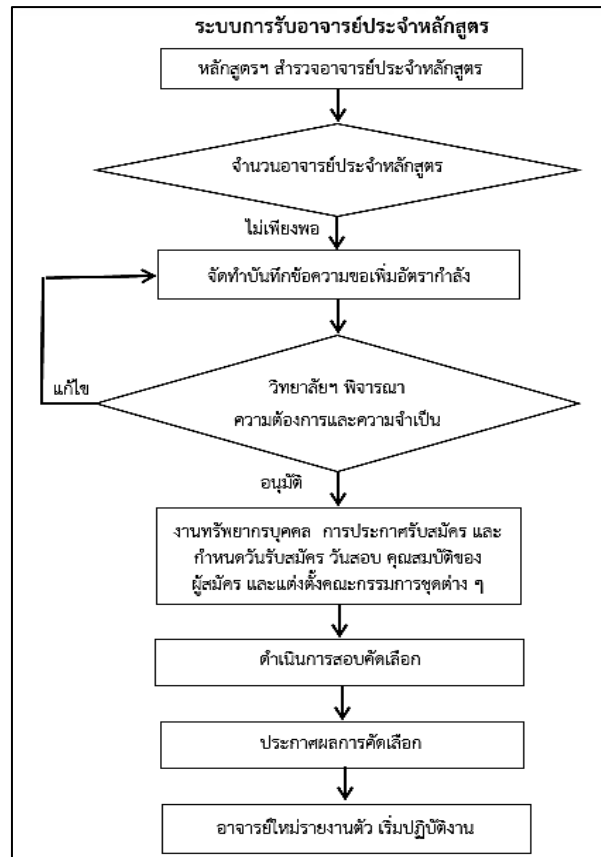 ระบบการรับอาจารย์ประจำหลักสูตร
หลักสูตรฯ สำรวจอาจารย์ประจำหลักสูตร
จำนวนอาจารย์ประจำหลักสูตร
ไม่เพียงพอ
จัดทำบันทึกข้อความขอเพิ่มอัตรากำลัง
แก้ไข
วิทยาลัยฯ พิจารณา
ความต้องการและความจำเป็น
อนุมัติ
งานทรัพยากรบุคคล การประกาศรับสมัคร และ
กำหนดวันรับสมัคร วันสอบ คุณสมบัติของ
ผู้สมัคร และแต่งตั้งคณะกรรมการชุดต่าง ๆ
ดำเนินการสอบคัดเลือก
ประกาศผลการคัดเลือก
อาจารย์ใหม่รายงานตัว เริ่มปฏิบัติงาน